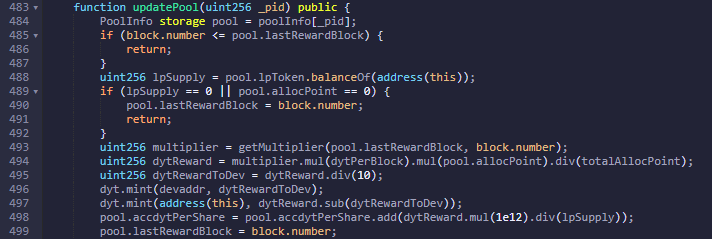 483 function updatePool(uint256 _pid) public {
484 PoolInfo storage pool = poolInfo[_pid];
485 if (block.number <= pool.lastRewardBlock) {
486 return;
487 }
488 uint256 lpSupply = pool.lpToken.balanceOf(address(this));
489 if (lpSupply == 0 || pool.allocPoint == 0) {
490 pool.lastRewardBlock = block.number;
491 return;
492 }
493 uint256 multiplier = getMultiplier(pool.lastRewardBlock, block.number);
494 uint256 dytReward = multiplier.mul(dytPerBlock).mul(pool.allocPoint).div(totalAllocPoint);
495 uint256 dytRewardToDev = dytReward.div(10);
496 dyt.mint(devaddr, dytRewardToDev);
497 dyt.mint(address(this), dytReward.sub(dytRewardToDev));
498 pool.accdytPerShare = pool.accdytPerShare.add(dytReward.mul(1e12).div(lpSupply));
499 pool.lastRewardBlock = block.number;